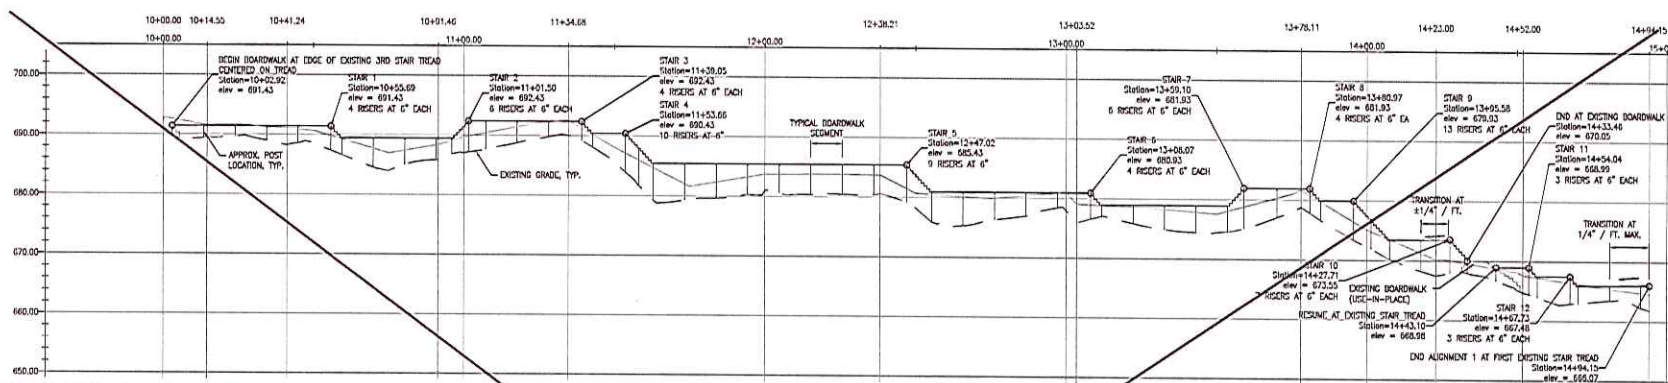 10+00.00 10+14.55 10+41.24 10+91.46 11+34.68 12+38.21 13+03.52 13+78.11 14+23.00 14+52.00 14+94.15
10+00.00 11+00.00 12+00.00 13+00.00 14+00.00
700.00
690.00
680.00
670.00
660.00
650.00
BEGIN BOARDWALK AT EDGE OF EXISTING 3RD STAIR TREAD
CENTERED ON TREAD
Station=10+02.92
elev = 691.43
APPROX. POST
LOCATION, TYP.
STAIR 1
Station=10+55.69
elev = 691.43
4 RISERS AT 6" EACH
STAIR 2
Station=11+01.50
elev = 692.43
6 RISERS AT 6" EACH
EXISTING GRADE, TYP.
STAIR 3
Station=11+39.05
elev = 692.43
4 RISERS AT 6" EACH
STAIR 4
Station=11+53.66
elev = 690.43
10 RISERS AT 6"
TYPICAL BOARDWALK
SEGMENT
STAIR 5
Station=12+47.02
elev = 685.43
9 RISERS AT 6"
STAIR 6
Station=13+08.07
elev = 680.93
4 RISERS AT 6" EACH
STAIR 7
Station=13+59.10
elev = 681.93
6 RISERS AT 6" EACH
STAIR 8
Station=13+80.97
elev = 681.93
4 RISERS AT 6" EA
STAIR 9
Station=13+95.58
elev = 679.93
13 RISERS AT 6" EACH
END AT EXISTING BOARDWALK
Station=14+33.46
elev = 670.05
STAIR 11
Station=14+54.04
elev = 668.99
3 RISERS AT 6" EACH
TRANSITION AT
±1/4" / FT.
TRANSITION AT
1/4" / FT. MAX.
STAIR 10
Station=14+27.71
elev = 673.55
RISERS AT 6" EACH
EXISTING BOARDWALK
(USE-IN-PLACE)
RESUME AT EXISTING STAIR TREAD
Station=14+43.10
elev = 668.98
STAIR 12
Station=14+67.73
elev = 667.48
3 RISERS AT 6" EACH
END ALIGNMENT 1 AT FIRST EXISTING STAIR TREAD
Station=14+94.15
elev = 666.07